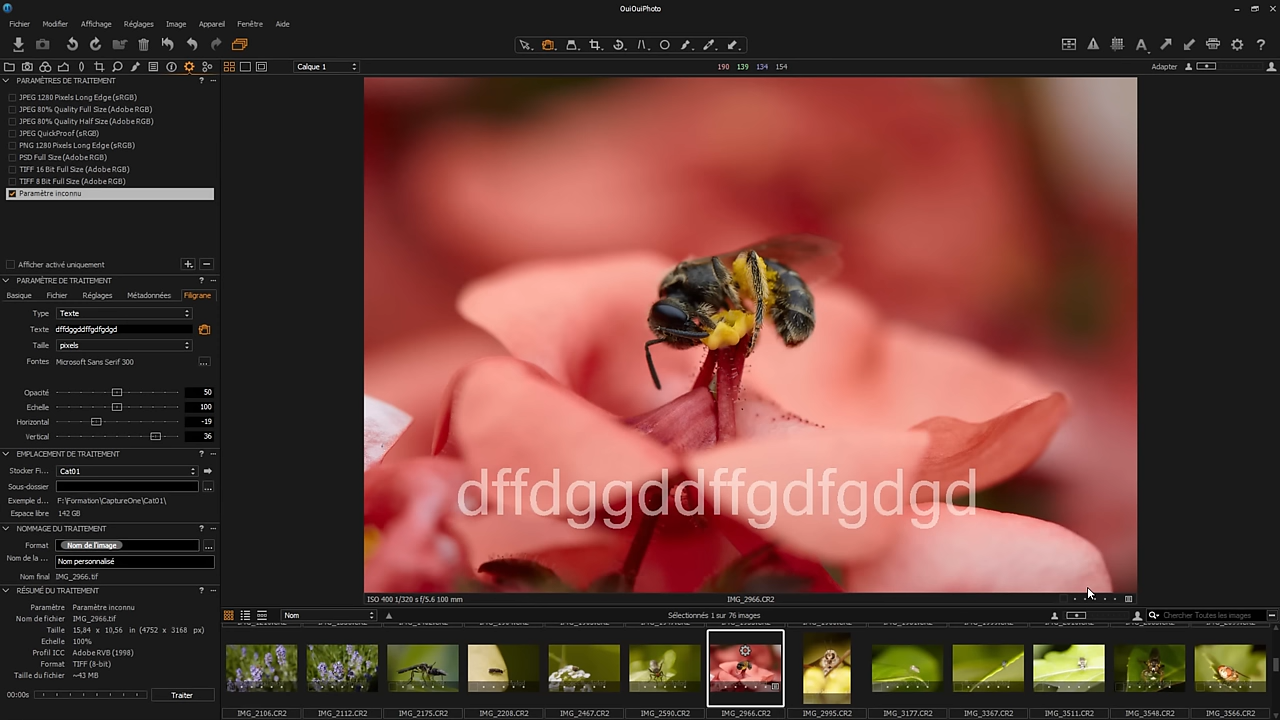 OuiOuiPhoto
Fichier Modifier Affichage Réglages Image Appareil Fenêtre Aide
Calque 1
190 139 134 154
Adapter
PARAMÈTRES DE TRAITEMENT ? ...
JPEG 1280 Pixels Long Edge (sRGB)
JPEG 80% Quality Full Size (Adobe RGB)
JPEG 80% Quality Half Size (Adobe RGB)
JPEG QuickProof (sRGB)
PNG 1280 Pixels Long Edge (sRGB)
PSD Full Size (Adobe RGB)
TIFF 16 Bit Full Size (Adobe RGB)
TIFF 8 Bit Full Size (Adobe RGB)
Paramètre inconnu
Afficher activé uniquement
PARAMÈTRE DE TRAITEMENT ? ...
Basique Fichier Réglages Métadonnées Filigrane
Type Texte
Texte dffdggddffgdfgdgd
Taille pixels
Fontes Microsoft Sans Serif 300 ...
Opacité 50
Echelle 100
Horizontal -19
Vertical 36
EMPLACEMENT DE TRAITEMENT ? ...
Stocker Fi... Cat01
Sous-dossier ...
Exemple d... F:\Formation\CaptureOne\Cat01\
Espace libre 142 GB
NOMMAGE DU TRAITEMENT ? ...
Format Nom de l'image ...
Nom de la ... Nom personnalisé
Nom final IMG_2966.tif
RÉSUMÉ DU TRAITEMENT ? ...
Paramètre Paramètre inconnu
Nom de fichier IMG_2966.tif
Taille 15,84 x 10,56 in (4752 x 3168 px)
Echelle 100%
Profil ICC Adobe RVB (1998)
Format TIFF (8-bit)
Taille du fichier ~43 MB
00:00s Traiter
dffdggddffgdfgdgd
ISO 400 1/320 s f/5.6 100 mm IMG_2966.CR2
Nom Sélectionnés 1 sur 76 images Chercher Toutes les images
IMG_2106.CR2 IMG_2112.CR2 IMG_2175.CR2 IMG_2208.CR2 IMG_2467.CR2 IMG_2590.CR2 IMG_2966.CR2 IMG_2995.CR2 IMG_3177.CR2 IMG_3367.CR2 IMG_3511.CR2 IMG_3548.CR2 IMG_3566.CR2